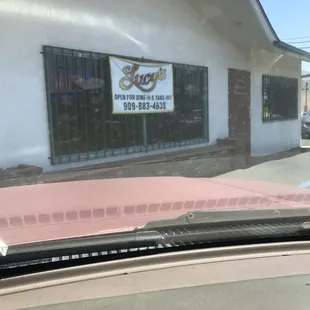 Lucy's
OPEN FOR DINE-IN & TAKE-OUT
909-883-4638